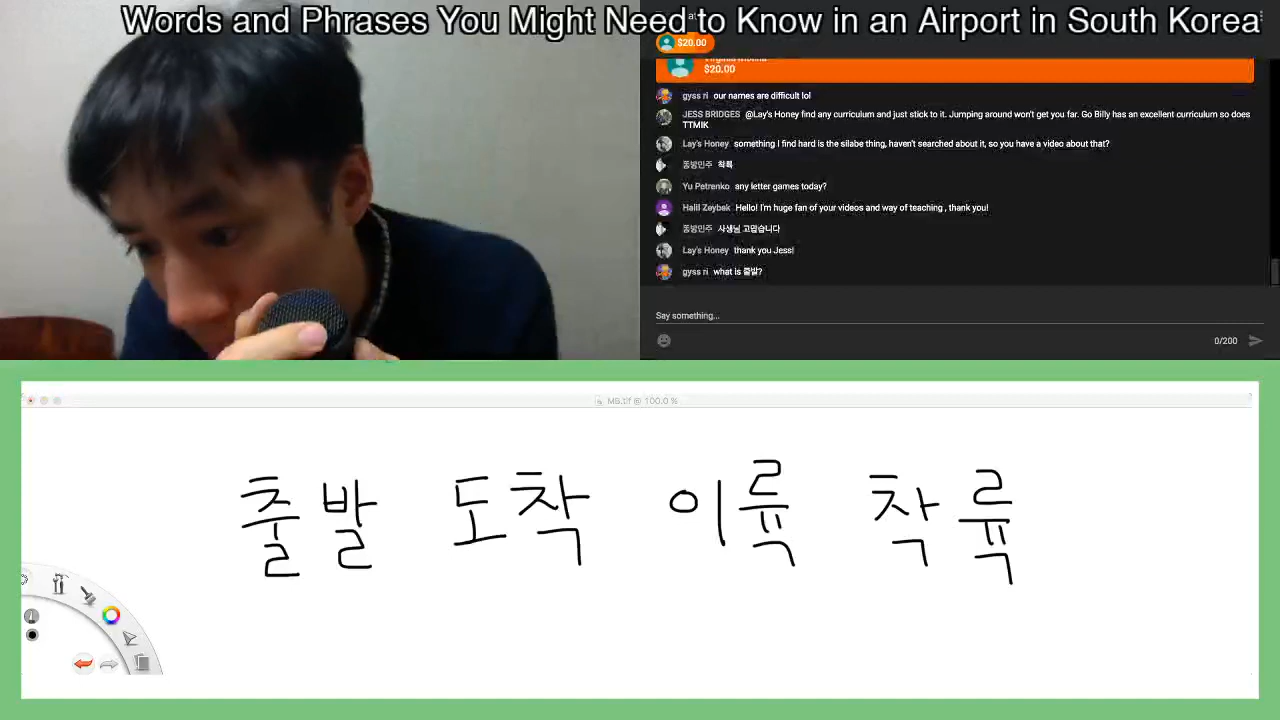 Words and Phrases You Might Need to Know in an Airport in South Korea
$20.00
$20.00
gyss ri our names are difficult lol
JESS BRIDGES @Lay's Honey find any curriculum and just stick to it. Jumping around won't get you far. Go Billy has an excellent curriculum so does
TTMIK
Lay's Honey something I find hard is the silabe thing, haven't searched about it, so you have a video about that?
똥방민주 착륙
Yu Petrenko any letter games today?
Halil Zeybek Hello! I'm huge fan of your videos and way of teaching , thank you!
똥방민주 사생님 고맙습니다
Lay's Honey thank you Jess!
gyss ri what is 출발?
Say something...
0/200
MB.tif @ 100.0 %
출발 도착 이륙 착륙